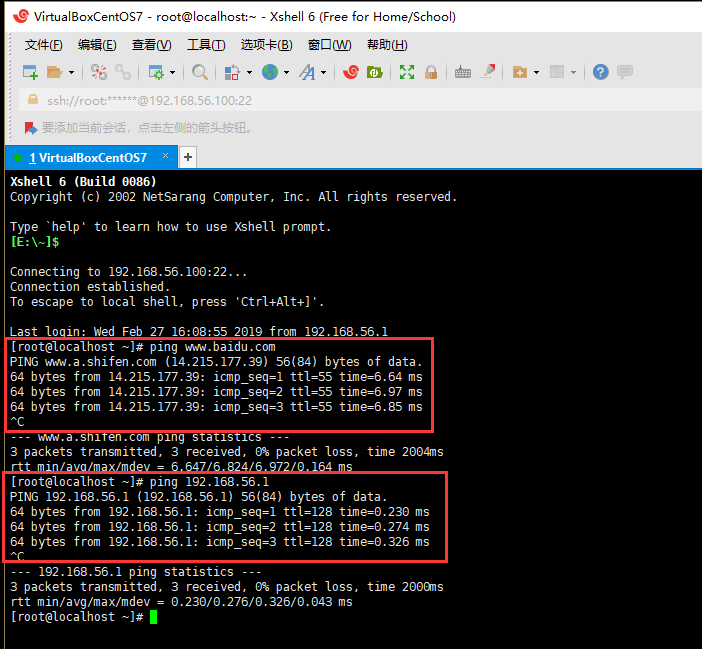 VirtualBoxCentOS7 - root@localhost:~ - Xshell 6 (Free for Home/School)
文件(F) 编辑(E) 查看(V) 工具(T) 选项卡(B) 窗口(W) 帮助(H)
ssh://root:******@192.168.56.100:22
要添加当前会话，点击左侧的箭头按钮。
1 VirtualBoxCentOS7 × +
Xshell 6 (Build 0086)
Copyright (c) 2002 NetSarang Computer, Inc. All rights reserved.
Type `help' to learn how to use Xshell prompt.
[E:\~]$
Connecting to 192.168.56.100:22...
Connection established.
To escape to local shell, press 'Ctrl+Alt+]'.
Last login: Wed Feb 27 16:08:55 2019 from 192.168.56.1
[root@localhost ~]# ping www.baidu.com
PING www.a.shifen.com (14.215.177.39) 56(84) bytes of data.
64 bytes from 14.215.177.39: icmp_seq=1 ttl=55 time=6.64 ms
64 bytes from 14.215.177.39: icmp_seq=2 ttl=55 time=6.97 ms
64 bytes from 14.215.177.39: icmp_seq=3 ttl=55 time=6.85 ms
^C
--- www.a.shifen.com ping statistics ---
3 packets transmitted, 3 received, 0% packet loss, time 2004ms
rtt min/avg/max/mdev = 6.647/6.824/6.972/0.164 ms
[root@localhost ~]# ping 192.168.56.1
PING 192.168.56.1 (192.168.56.1) 56(84) bytes of data.
64 bytes from 192.168.56.1: icmp_seq=1 ttl=128 time=0.230 ms
64 bytes from 192.168.56.1: icmp_seq=2 ttl=128 time=0.274 ms
64 bytes from 192.168.56.1: icmp_seq=3 ttl=128 time=0.326 ms
^C
--- 192.168.56.1 ping statistics ---
3 packets transmitted, 3 received, 0% packet loss, time 2000ms
rtt min/avg/max/mdev = 0.230/0.276/0.326/0.043 ms
[root@localhost ~]#